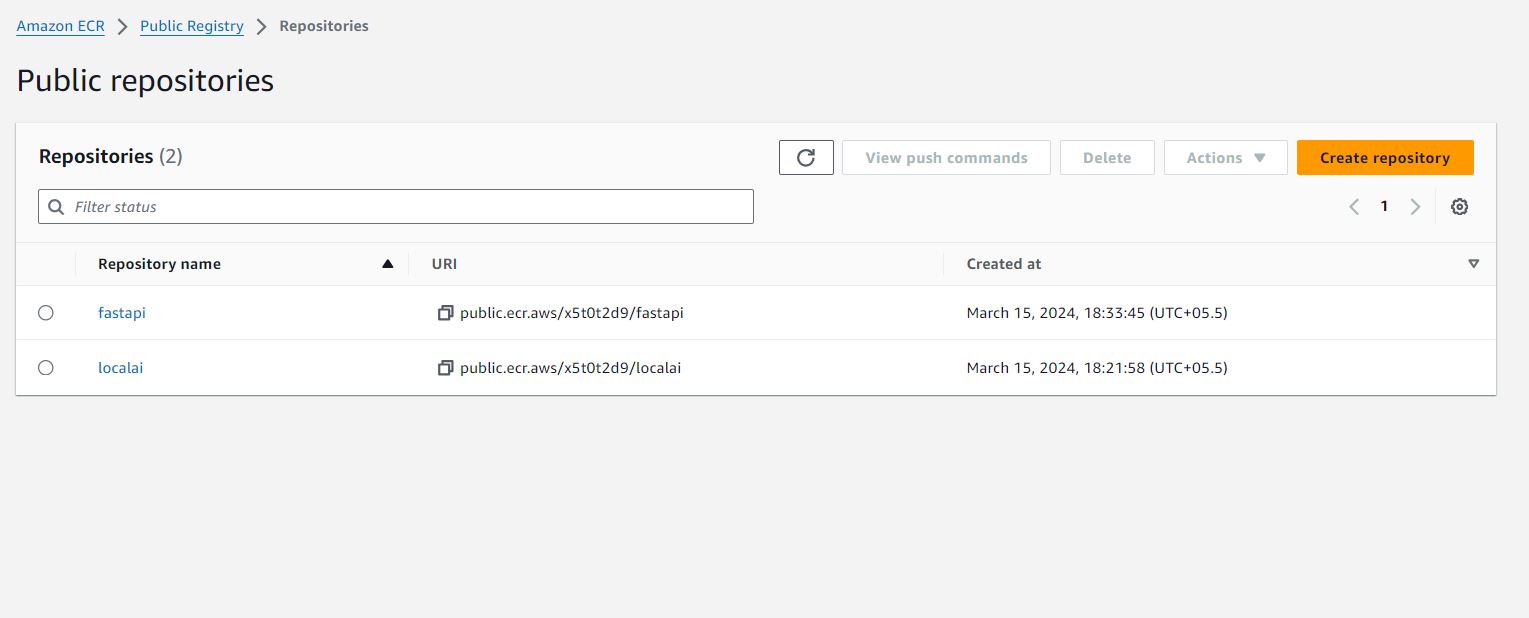 Amazon ECR > Public Registry > Repositories
Public repositories
Repositories (2)
View push commands
Delete
Actions
Create repository
Filter status
1
Repository name URI Created at
fastapi public.ecr.aws/x5t0t2d9/fastapi March 15, 2024, 18:33:45 (UTC+05.5)
localai public.ecr.aws/x5t0t2d9/localai March 15, 2024, 18:21:58 (UTC+05.5)